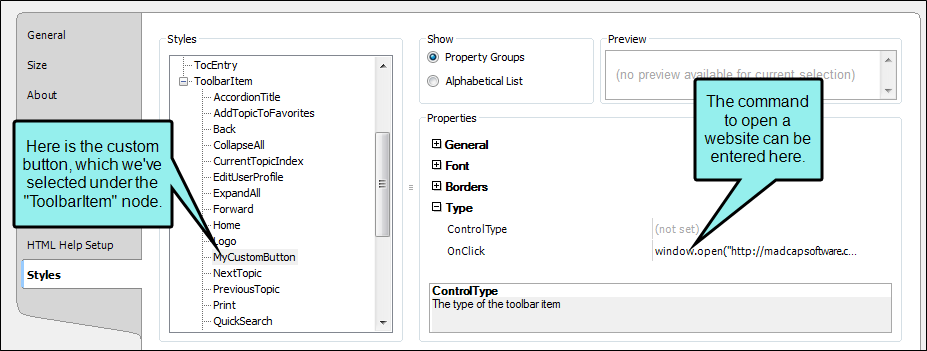 General
Size
About
HTML Help Setup
Styles
Here is the custom
button, which we've
selected under the
"ToolbarItem" node.
Styles
TocEntry
ToolbarItem
AccordionTitle
AddTopicToFavorites
Back
CollapseAll
CurrentTopicIndex
EditUserProfile
ExpandAll
Forward
Home
Logo
MyCustomButton
NextTopic
PreviousTopic
Print
QuickSearch
Show
Property Groups
Alphabetical List
Preview
(no preview available for current selection)
The command
to open a
website can be
entered here.
Properties
General
Font
Borders
Type
ControlType (not set)
OnClick window.open("http://madcapsoftware.c...
ControlType
The type of the toolbar item